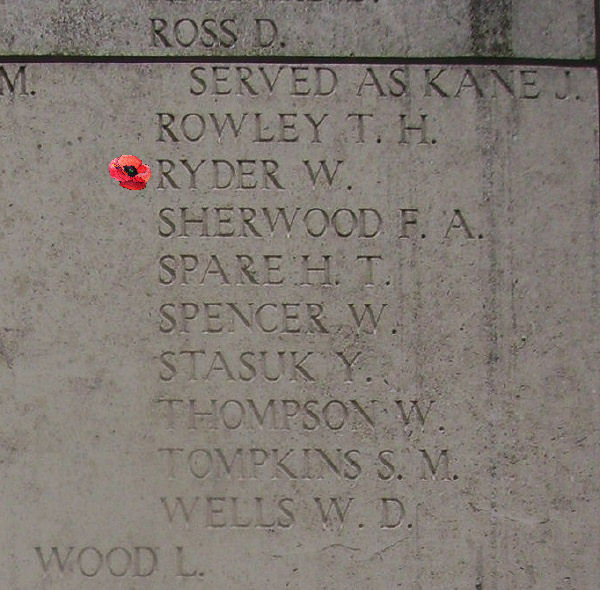 ROSS D.
M.
SERVED AS KANE J.
ROWLEY T. H.
RYDER W.
SHERWOOD F. A.
SPARE H. T.
SPENCER W.
STASUK Y.
THOMPSON W.
TOMPKINS S. M.
WELLS W. D.
WOOD L.